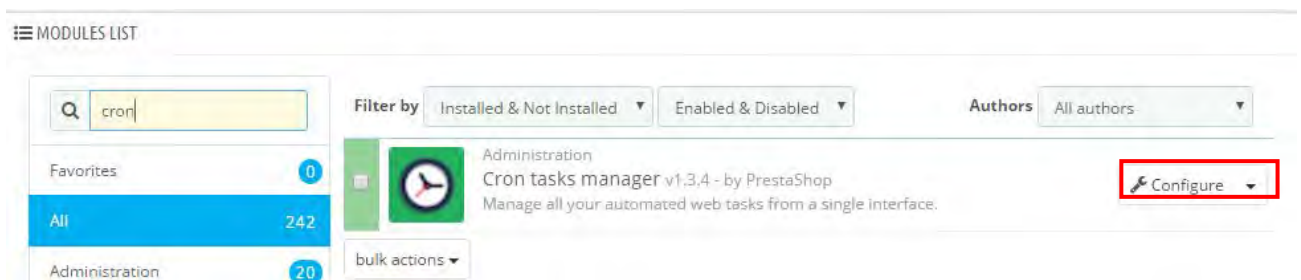 MODULES LIST
cron
Favorites 0
All 242
Administration 20
Filter by Installed & Not Installed Enabled & Disabled Authors All authors
Administration
Cron tasks manager v1.3.4 - by PrestaShop
Manage all your automated web tasks from a single interface.
Configure
bulk actions